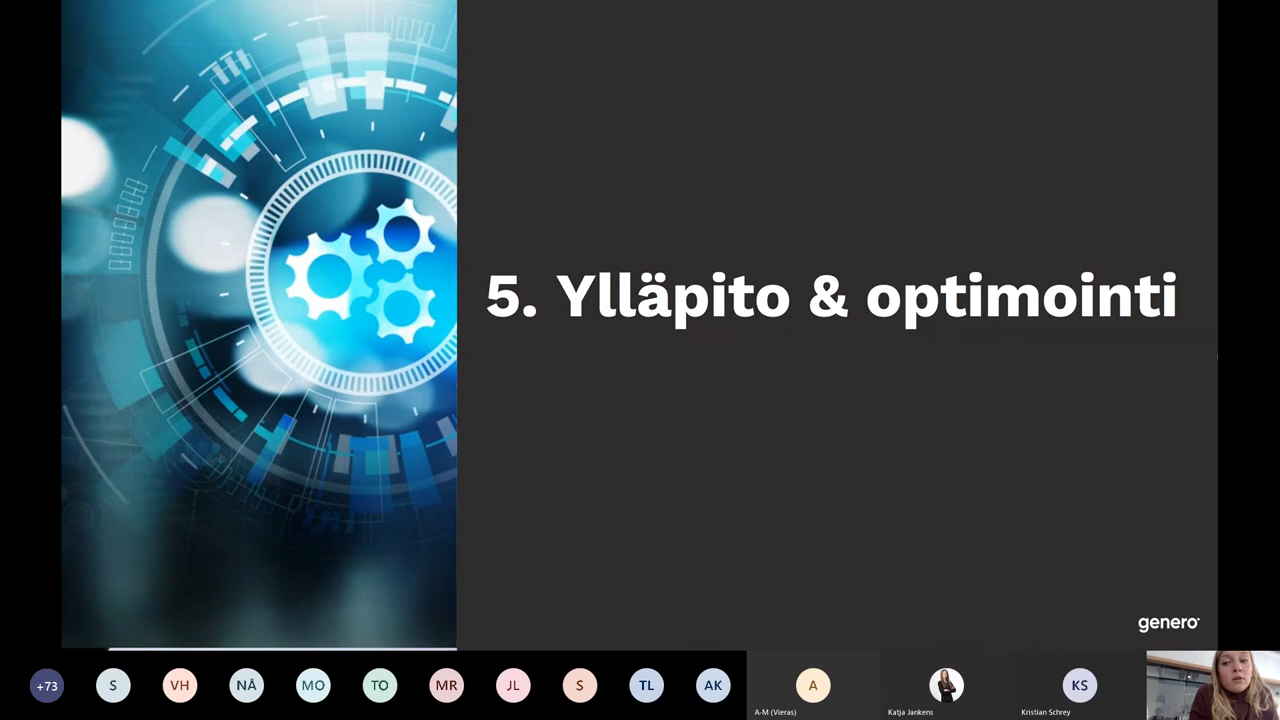 5. Ylläpito & optimointi
genero
+73
S
VH
NÅ
MO
TO
MR
JL
S
TL
AK
A
KS
A-M (Vieras)
Katja Jankens
Kristian Schrey